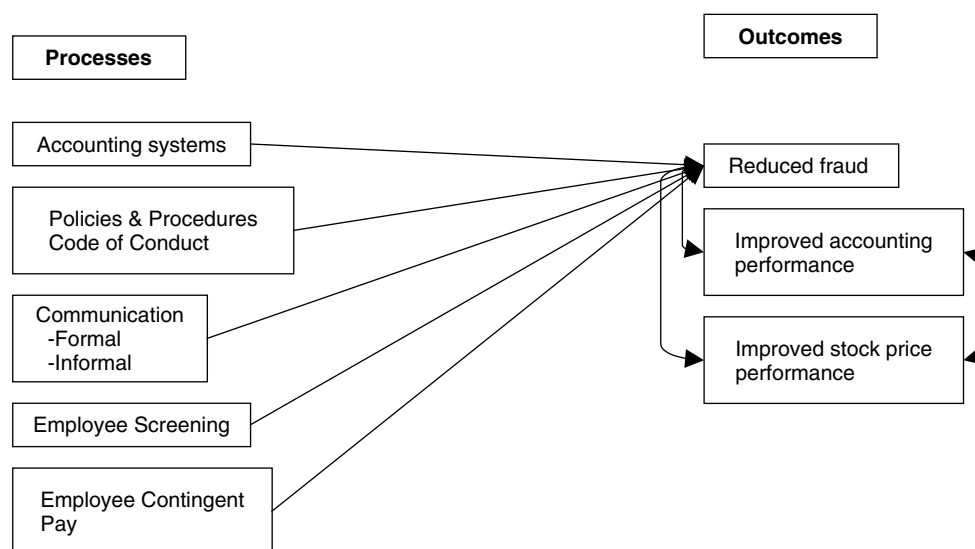 Processes
Accounting systems
Policies & Procedures
Code of Conduct
Communication
-Formal
-Informal
Employee Screening
Employee Contingent
Pay
Outcomes
Reduced fraud
Improved accounting
performance
Improved stock price
performance